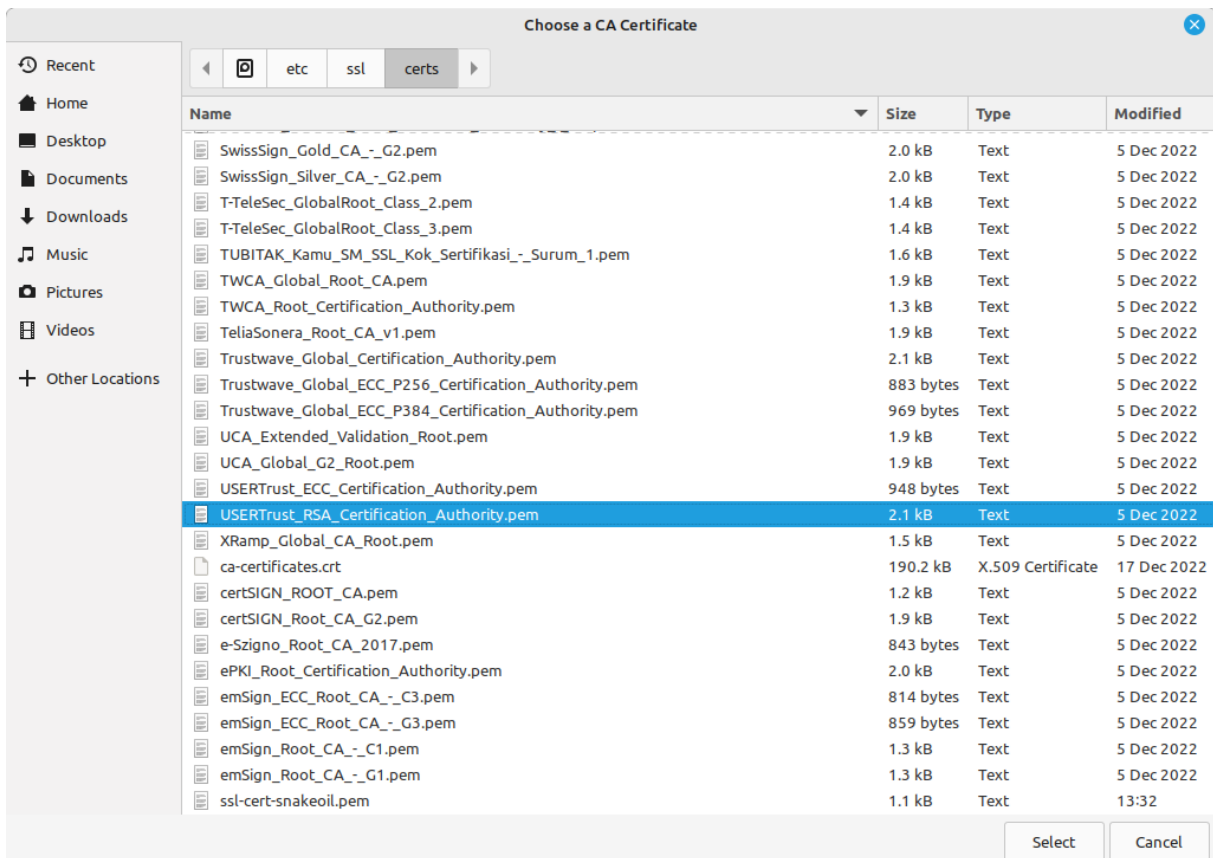 Choose a CA Certificate
Recent
Home
Desktop
Documents
Downloads
Music
Pictures
Videos
Other Locations
etc ssl certs
Name Size Type Modified
SwissSign_Gold_CA_-_G2.pem 2.0 kB Text 5 Dec 2022
SwissSign_Silver_CA_-_G2.pem 2.0 kB Text 5 Dec 2022
T-TeleSec_GlobalRoot_Class_2.pem 1.4 kB Text 5 Dec 2022
T-TeleSec_GlobalRoot_Class_3.pem 1.4 kB Text 5 Dec 2022
TUBITAK_Kamu_SM_SSL_Kok_Sertifikasi_-_Surum_1.pem 1.6 kB Text 5 Dec 2022
TWCA_Global_Root_CA.pem 1.9 kB Text 5 Dec 2022
TWCA_Root_Certification_Authority.pem 1.3 kB Text 5 Dec 2022
TeliaSonera_Root_CA_v1.pem 1.9 kB Text 5 Dec 2022
Trustwave_Global_Certification_Authority.pem 2.1 kB Text 5 Dec 2022
Trustwave_Global_ECC_P256_Certification_Authority.pem 883 bytes Text 5 Dec 2022
Trustwave_Global_ECC_P384_Certification_Authority.pem 969 bytes Text 5 Dec 2022
UCA_Extended_Validation_Root.pem 1.9 kB Text 5 Dec 2022
UCA_Global_G2_Root.pem 1.9 kB Text 5 Dec 2022
USERTrust_ECC_Certification_Authority.pem 948 bytes Text 5 Dec 2022
USERTrust_RSA_Certification_Authority.pem 2.1 kB Text 5 Dec 2022
XRamp_Global_CA_Root.pem 1.5 kB Text 5 Dec 2022
ca-certificates.crt 190.2 kB X.509 Certificate 17 Dec 2022
certSIGN_ROOT_CA.pem 1.2 kB Text 5 Dec 2022
certSIGN_Root_CA_G2.pem 1.9 kB Text 5 Dec 2022
e-Szigno_Root_CA_2017.pem 843 bytes Text 5 Dec 2022
ePKI_Root_Certification_Authority.pem 2.0 kB Text 5 Dec 2022
emSign_ECC_Root_CA_-_C3.pem 814 bytes Text 5 Dec 2022
emSign_ECC_Root_CA_-_G3.pem 859 bytes Text 5 Dec 2022
emSign_Root_CA_-_C1.pem 1.3 kB Text 5 Dec 2022
emSign_Root_CA_-_G1.pem 1.3 kB Text 5 Dec 2022
ssl-cert-snakeoil.pem 1.1 kB Text 13:32
Select Cancel